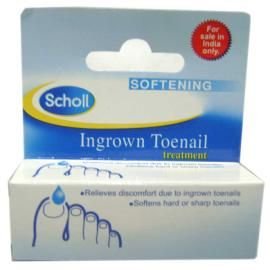 For
sale in
India
only.
SOFTENING
Scholl
Ingrown Toenail
treatment
•Relieves discomfort due to ingrown toenails
•Softens hard or sharp toenails